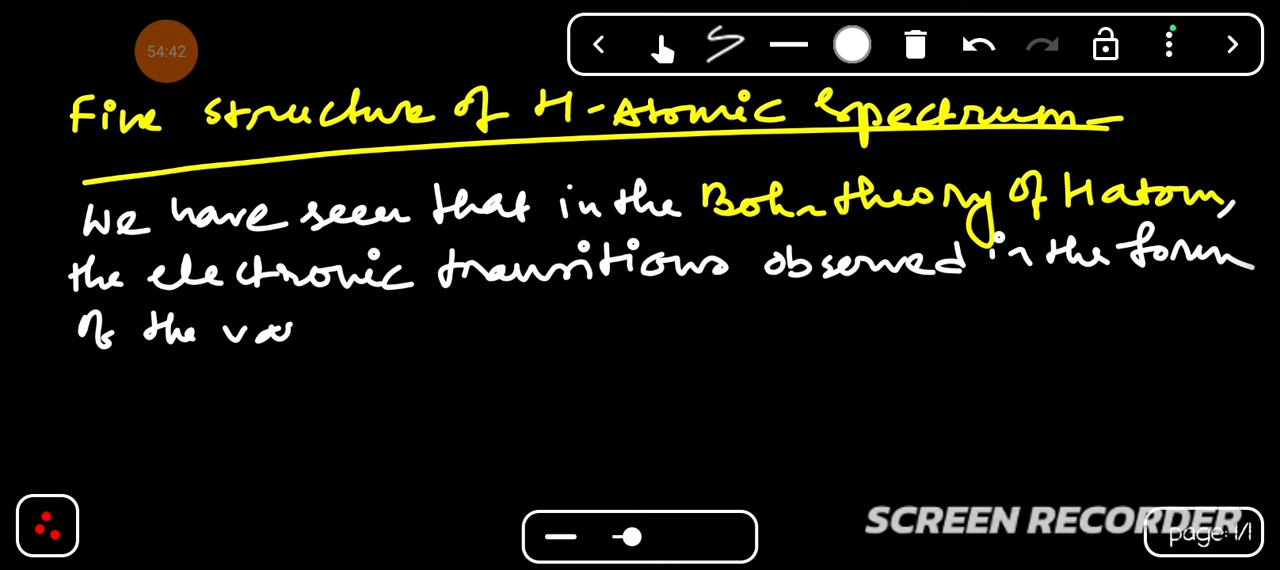 54:42
Fine structure of H-Atomic Spectrum-
We have seen that in the Bohr theory of H atom,
the electronic transitions observed in the form
of the
SCREEN RECORDER
page:1/1